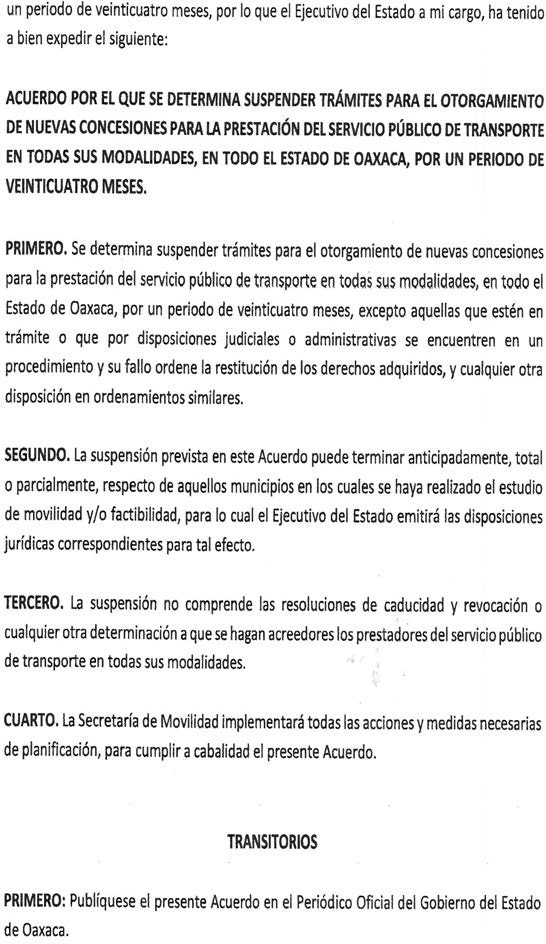 un periodo de veinticuatro meses, por lo que el Ejecutivo del Estado a mi cargo, ha tenido
a bien expedir el siguiente:
ACUERDO POR EL QUE SE DETERMINA SUSPENDER TRÁMITES PARA EL OTORGAMIENTO
DE NUEVAS CONCESIONES PARA LA PRESTACIÓN DEL SERVICIO PÚBLICO DE TRANSPORTE
EN TODAS SUS MODALIDADES, EN TODO EL ESTADO DE OAXACA, POR UN PERIODO DE
VEINTICUATRO MESES.
PRIMERO. Se determina suspender trámites para el otorgamiento de nuevas concesiones
para la prestación del servicio público de transporte en todas sus modalidades, en todo el
Estado de Oaxaca, por un periodo de veinticuatro meses, excepto aquellas que estén en
trámite o que por disposiciones judiciales o administrativas se encuentren en un
procedimiento y su fallo ordene la restitución de los derechos adquiridos, y cualquier otra
disposición en ordenamientos similares.
SEGUNDO. La suspensión prevista en este Acuerdo puede terminar anticipadamente, total
o parcialmente, respecto de aquellos municipios en los cuales se haya realizado el estudio
de movilidad y/o factibilidad, para lo cual el Ejecutivo del Estado emitirá las disposiciones
jurídicas correspondientes para tal efecto.
TERCERO. La suspensión no comprende las resoluciones de caducidad y revocación o
cualquier otra determinación a que se hagan acreedores los prestadores del servicio público
de transporte en todas sus modalidades.
CUARTO. La Secretaría de Movilidad implementará todas las acciones y medidas necesarias
de planificación, para cumplir a cabalidad el presente Acuerdo.
TRANSITORIOS
PRIMERO: Publíquese el presente Acuerdo en el Periódico Oficial del Gobierno del Estado
de Oaxaca.